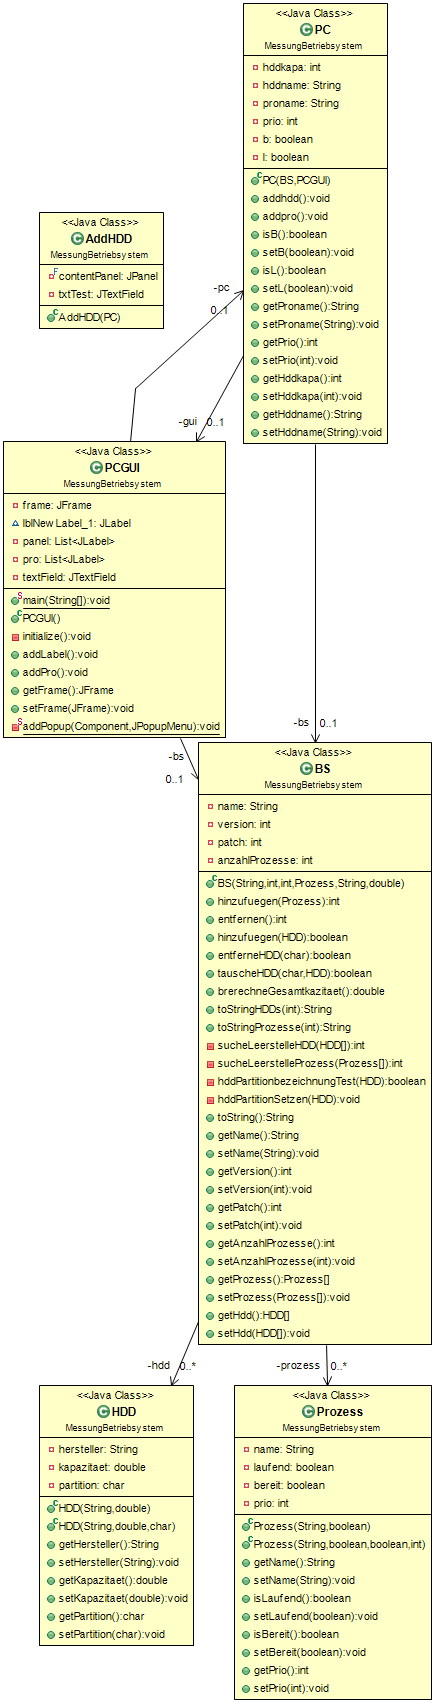 <<Java Class>>
PC
MessungBetriebsystem
hddkapa: int
hddname: String
proname: String
prio: int
b: boolean
l: boolean
PC(BS,PCGUI)
addhdd():void
addpro():void
isB():boolean
setB(boolean):void
isL():boolean
setL(boolean):void
getProname():String
setProname(String):void
getPrio():int
setPrio(int):void
getHddkapa():int
setHddkapa(int):void
getHddname():String
setHddname(String):void
<<Java Class>>
AddHDD
MessungBetriebsystem
contentPanel: JPanel
txtTest: JTextField
AddHDD(PC)
-pc
0..1
-gui 0..1
<<Java Class>>
PCGUI
MessungBetriebsystem
frame: JFrame
lblNewLabel_1: JLabel
panel: List<JLabel>
pro: List<JLabel>
textField: JTextField
main(String[]):void
PCGUI()
initialize():void
addLabel():void
addPro():void
getFrame():JFrame
setFrame(JFrame):void
addPopup(Component,JPopupMenu):void
-bs 0..1
-bs
0..1
<<Java Class>>
BS
MessungBetriebsystem
name: String
version: int
patch: int
anzahlProzesse: int
BS(String,int,int,Prozess,String,double)
hinzufuegen(Prozess):int
entfernen():int
hinzufuegen(HDD):boolean
entferneHDD(char):boolean
tauscheHDD(char,HDD):boolean
brerechneGesamtkazitaet():double
toStringHDDs(int):String
toStringProzesse(int):String
sucheLeerstelleHDD(HDD[]):int
sucheLeerstelleProzess(Prozess[]):int
hddPartitionbezeichnungTest(HDD):boolean
hddPartitionSetzen(HDD):void
toString():String
getName():String
setName(String):void
getVersion():int
setVersion(int):void
getPatch():int
setPatch(int):void
getAnzahlProzesse():int
setAnzahlProzesse(int):void
getProzess():Prozess[]
setProzess(Prozess[]):void
getHdd():HDD[]
setHdd(HDD[]):void
-hdd 0..*
-prozess 0..*
<<Java Class>>
HDD
MessungBetriebsystem
hersteller: String
kapazitaet: double
partition: char
HDD(String,double)
HDD(String,double,char)
getHersteller():String
setHersteller(String):void
getKapazitaet():double
setKapazitaet(double):void
getPartition():char
setPartition(char):void
<<Java Class>>
Prozess
MessungBetriebsystem
name: String
laufend: boolean
bereit: boolean
prio: int
Prozess(String,boolean)
Prozess(String,boolean,boolean,int)
getName():String
setName(String):void
isLaufend():boolean
setLaufend(boolean):void
isBereit():boolean
setBereit(boolean):void
getPrio():int
setPrio(int):void